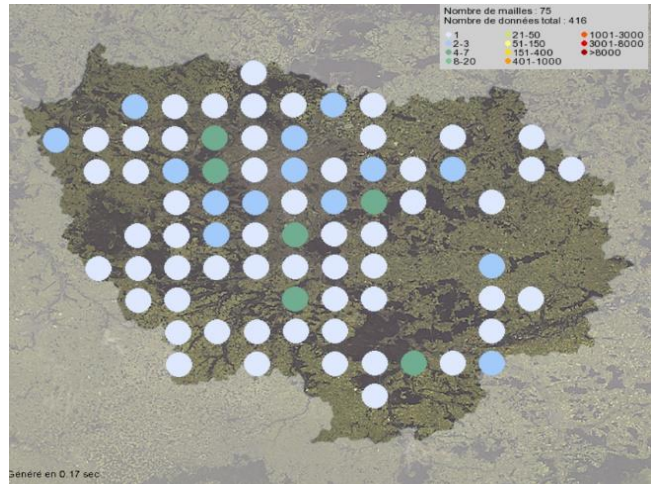 Nombre de mailles : 75
Nombre de données total : 416
1 21-50 1001-3000
2-3 51-150 3001-8000
4-7 151-400 >8000
8-20 401-1000
Généré en 0.17 sec